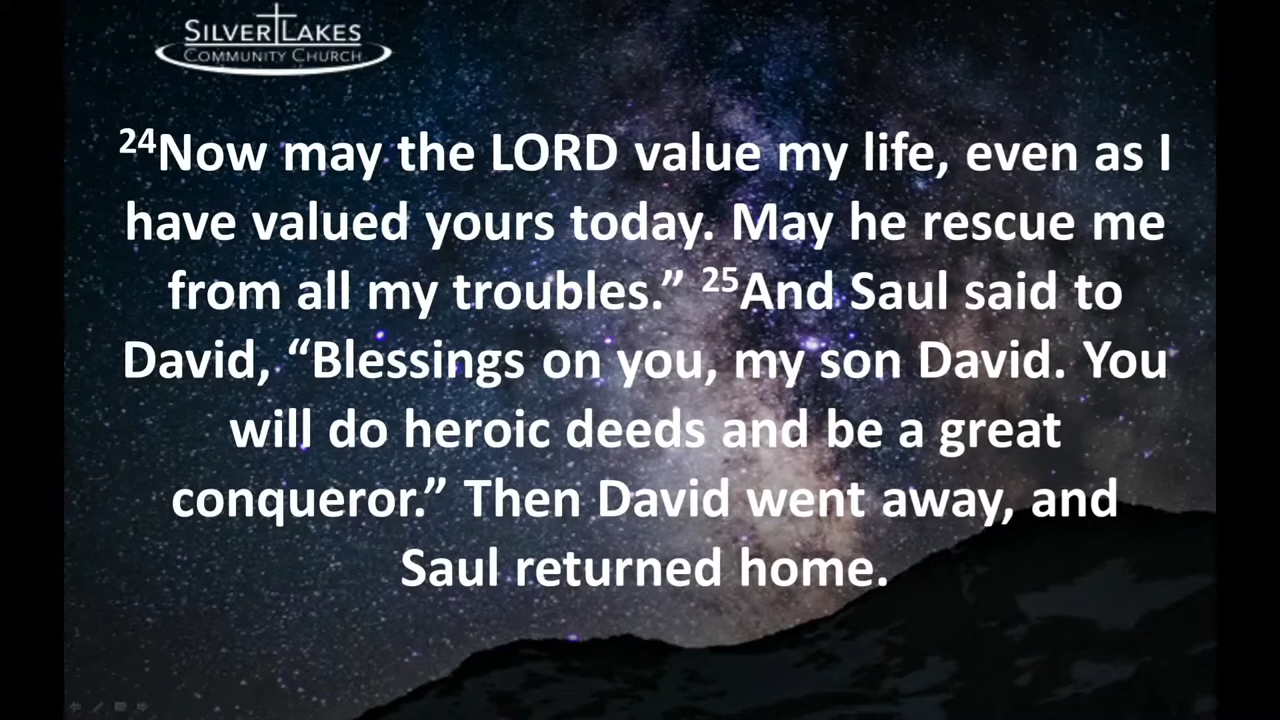 SILVER LAKES
COMMUNITY CHURCH
24Now may the LORD value my life, even as I
have valued yours today. May he rescue me
from all my troubles.” 25And Saul said to
David, “Blessings on you, my son David. You
will do heroic deeds and be a great
conqueror.” Then David went away, and
Saul returned home.